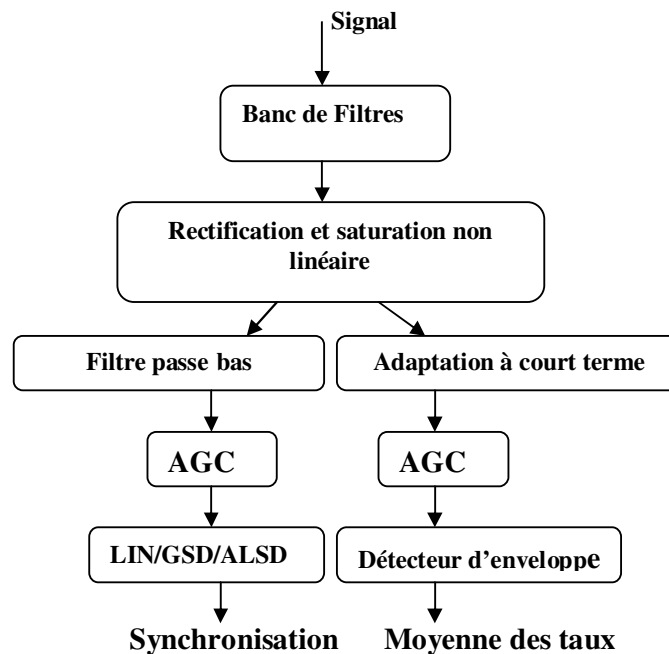 Signal
Banc de Filtres
Rectification et saturation non
linéaire
Filtre passe bas
Adaptation à court terme
AGC
AGC
LIN/GSD/ALSD
Détecteur d’enveloppe
Synchronisation
Moyenne des taux